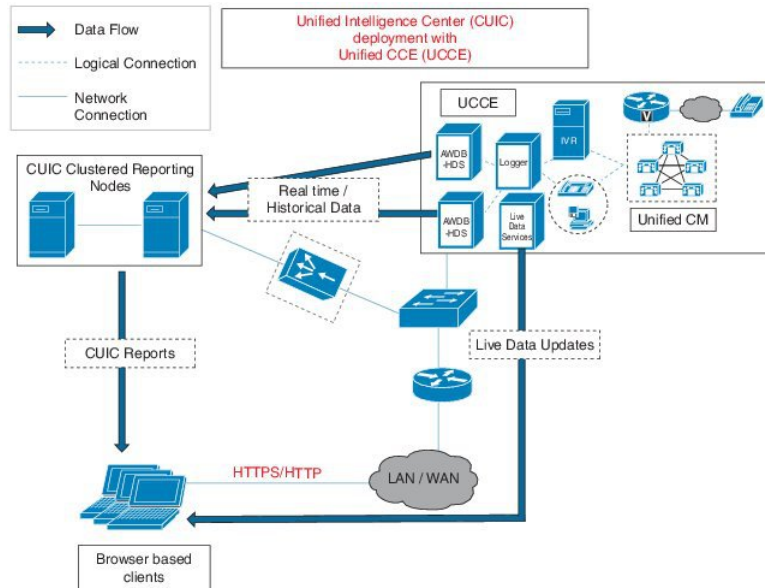 Data Flow
Logical Connection
Network
Connection
Unified Intelligence Center (CUIC)
deployment with
Unified CCE (UCCE)
UCCE
AWDB
-HDS
Logger
IVR
V
Unified CM
AWDB
-HDS
Live
Data
Services
CUIC Clustered Reporting
Nodes
Real time /
Historical Data
CUIC Reports
Live Data Updates
HTTPS/HTTP
LAN / WAN
Browser based
clients